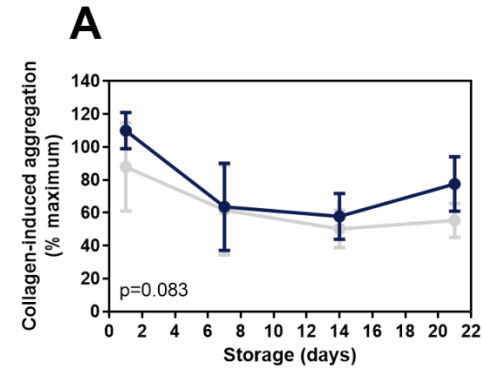 A
Collagen-induced aggregation
(% maximum)
140
120
100
80
60
40
20
0
p=0.083
0 2 4 6 8 10 12 14 16 18 20 22
Storage (days)